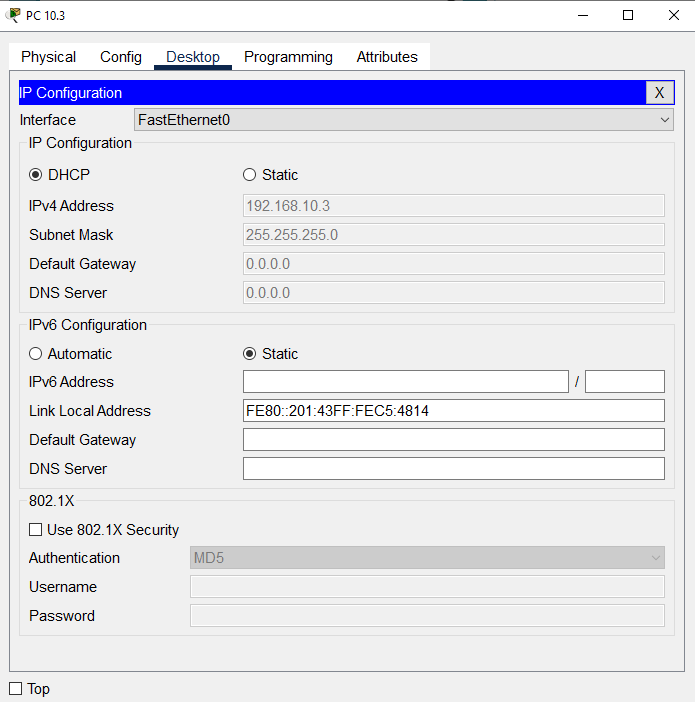 PC 10.3
Physical Config Desktop Programming Attributes
IP Configuration X
Interface FastEthernet0
IP Configuration
DHCP Static
IPv4 Address 192.168.10.3
Subnet Mask 255.255.255.0
Default Gateway 0.0.0.0
DNS Server 0.0.0.0
IPv6 Configuration
Automatic Static
IPv6 Address /
Link Local Address FE80::201:43FF:FEC5:4814
Default Gateway
DNS Server
802.1X
Use 802.1X Security
Authentication MD5
Username
Password
Top